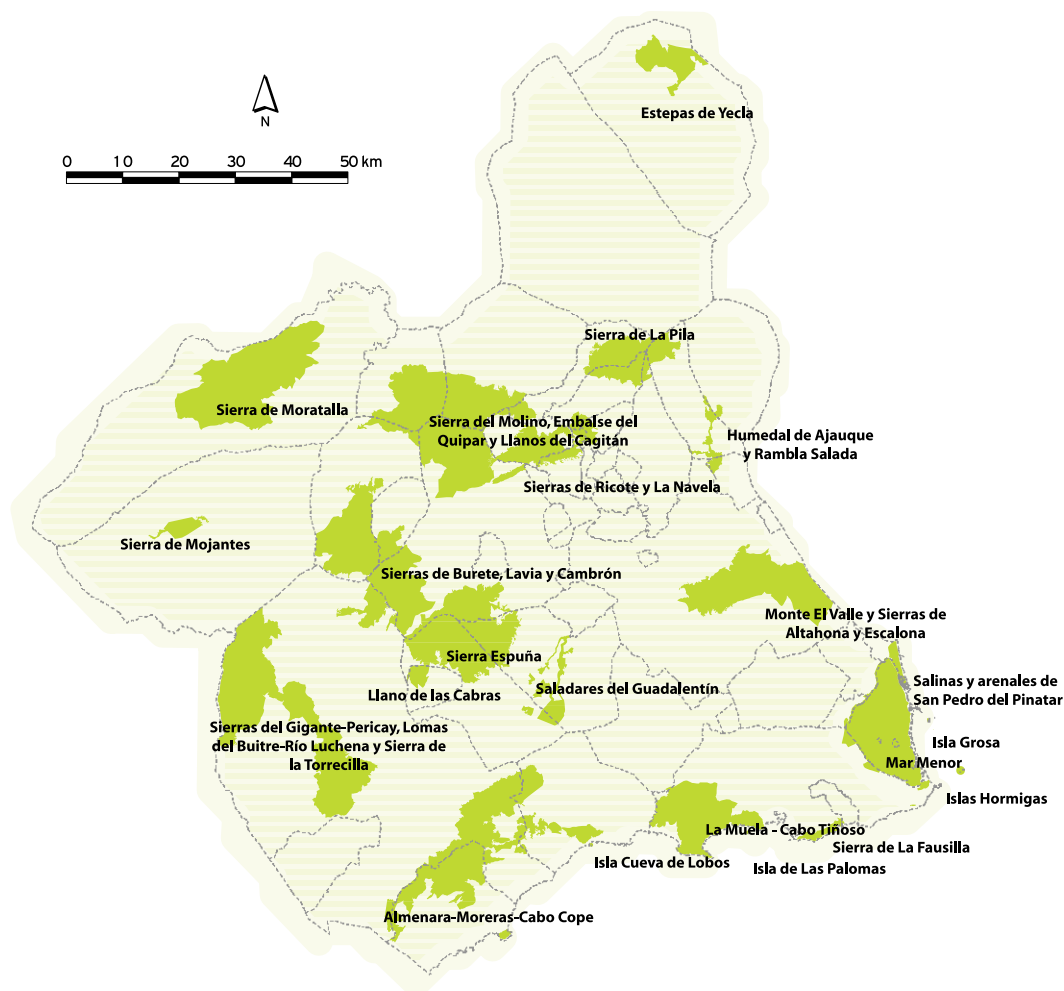 Estepas de Yecla
N
0 10 20 30 40 50 km
Sierra de La Pila
Sierra de Moratalla
Sierra del Molino, Embalse del
Quipar y Llanos del Cagitán
Humedal de Ajauque
y Rambla Salada
Sierras de Ricote y La Navela
Sierra de Mojantes
Sierras de Burete, Lavia y Cambrón
Monte El Valle y Sierras de
Altahona y Escalona
Sierra Espuña
Llano de las Cabras
Saladares del Guadalentín
Salinas y arenales de
San Pedro del Pinatar
Sierras del Gigante-Pericay, Lomas
del Buitre-Río Luchena y Sierra de
la Torrecilla
Isla Grosa
Mar Menor
Islas Hormigas
La Muela - Cabo Tiñoso
Sierra de La Fausilla
Isla Cueva de Lobos
Isla de Las Palomas
Almenara-Moreras-Cabo Cope